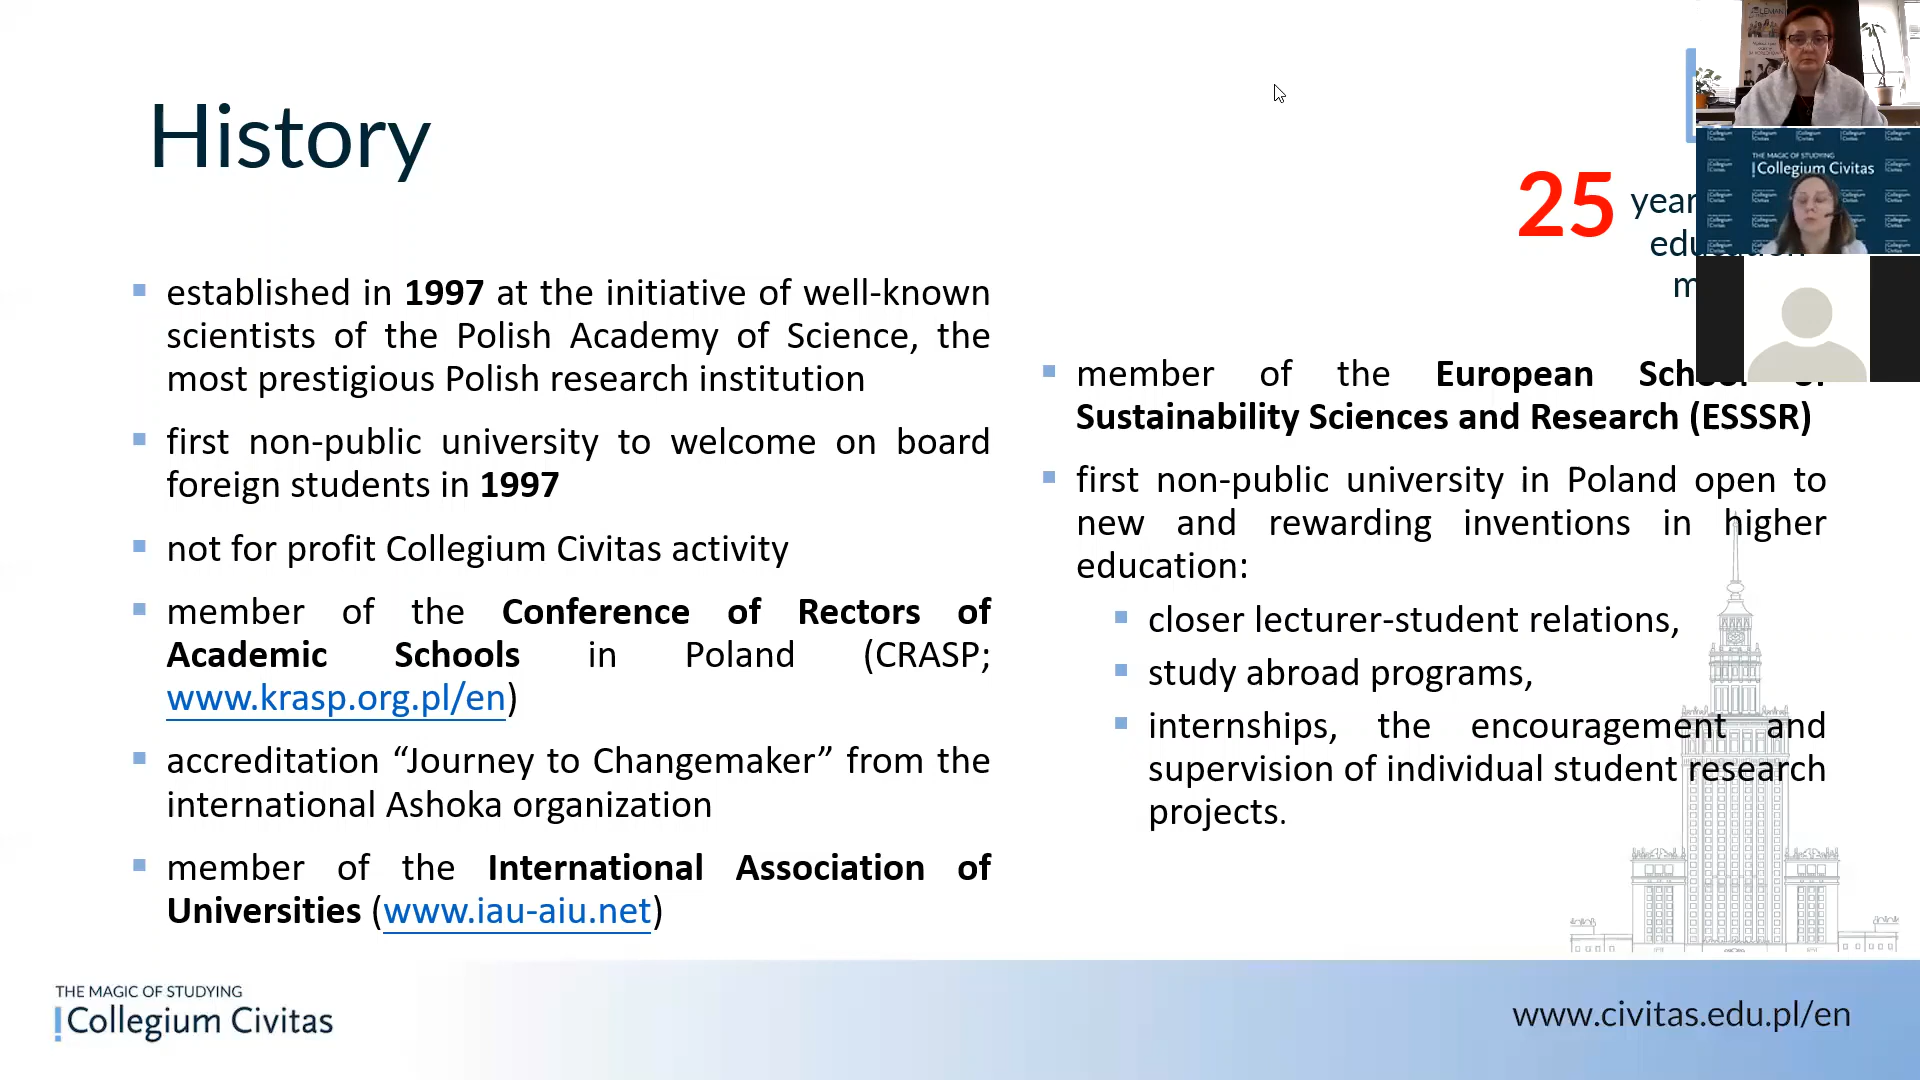 History
established in 1997 at the initiative of well-known
scientists of the Polish Academy of Science, the
most prestigious Polish research institution
first non-public university to welcome on board
foreign students in 1997
not for profit Collegium Civitas activity
member of the Conference of Rectors of
Academic Schools in Poland (CRASP;
www.krasp.org.pl/en)
accreditation “Journey to Changemaker” from the
international Ashoka organization
member of the International Association of
Universities (www.iau-aiu.net)
25
member of the European School of
Sustainability Sciences and Research (ESSSR)
first non-public university in Poland open to
new and rewarding inventions in higher
education:
closer lecturer-student relations,
study abroad programs,
internships, the encouragement and
supervision of individual student research
projects.
THE MAGIC OF STUDYING
Collegium Civitas
THE MAGIC OF STUDYING
Collegium Civitas
www.civitas.edu.pl/en